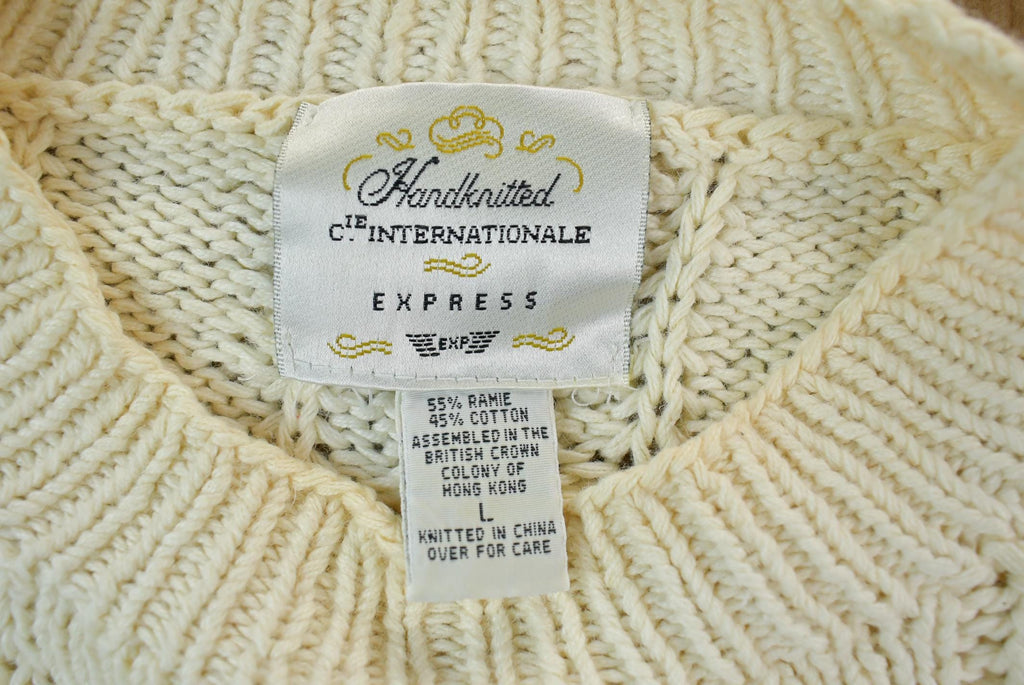 Handknitted
C.IE INTERNATIONALE
EXPRESS
EXP
55% RAMIE
45% COTTON
ASSEMBLED IN THE
BRITISH CROWN
COLONY OF
HONG KONG
L
KNITTED IN CHINA
OVER FOR CARE